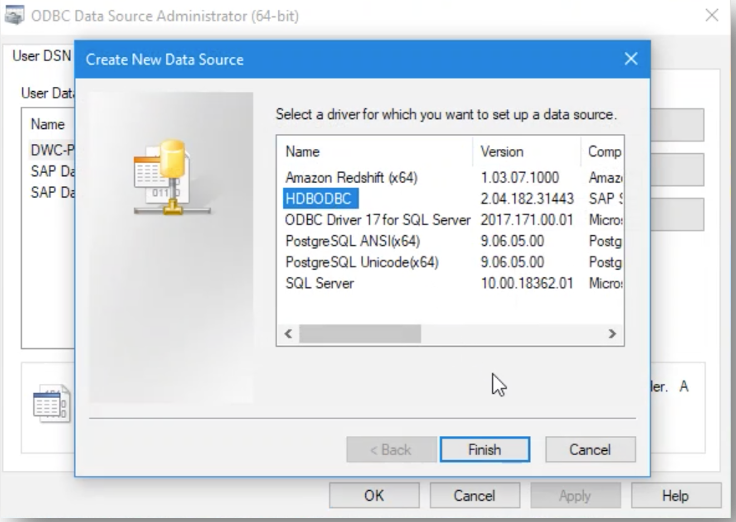 ODBC Data Source Administrator (64-bit)
User DSN
Create New Data Source
User Data
Select a driver for which you want to set up a data source.
Name
DWC-P
SAP Da
SAP Da
Name Version Comp
Amazon Redshift (x64) 1.03.07.1000 Amaz
HDBODBC 2.04.182.31443 SAP S
ODBC Driver 17 for SQL Server 2017.171.00.01 Micro
PostgreSQL ANSI(x64) 9.06.05.00 Postg
PostgreSQL Unicode(x64) 9.06.05.00 Postg
SQL Server 10.00.18362.01 Micro
der. A
< Back Finish Cancel
OK Cancel Apply Help